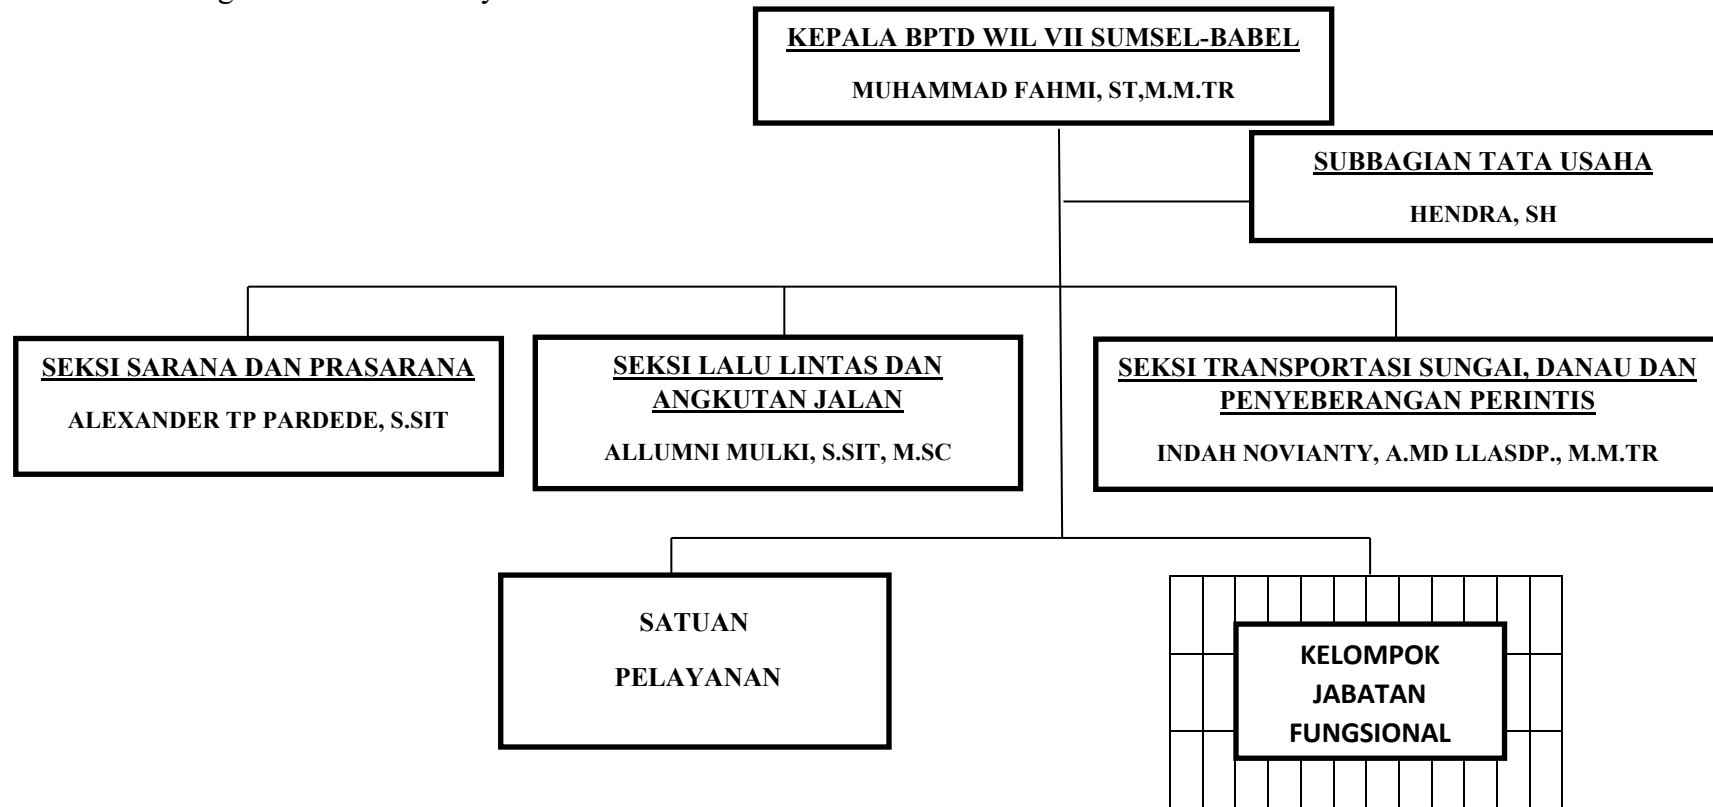 KEPALA BPTD WIL VII SUMSEL-BABEL
MUHAMMAD FAHMI, ST,M.M.TR
SUBBAGIAN TATA USAHA
HENDRA, SH
SEKSI SARANA DAN PRASARANA
ALEXANDER TP PARDEDE, S.SIT
SEKSI LALU LINTAS DAN
ANGKUTAN JALAN
ALLUMNI MULKI, S.SIT, M.SC
SEKSI TRANSPORTASI SUNGAI, DANAU DAN
PENYEBERANGAN PERINTIS
INDAH NOVIANTY, A.MD LLASDP., M.M.TR
SATUAN
PELAYANAN
KELOMPOK
JABATAN
FUNGSIONAL